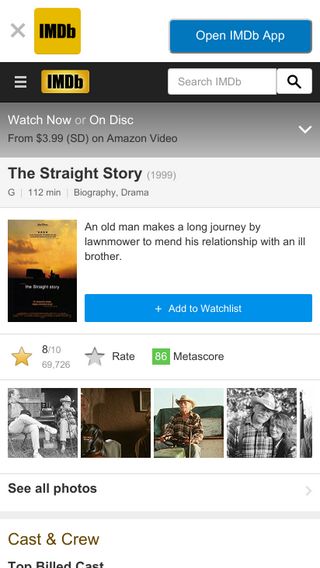 IMDb
Open IMDb App
IMDb
Search IMDb
Watch Now or On Disc
From $3.99 (SD) on Amazon Video
The Straight Story (1999)
G | 112 min | Biography, Drama
the Straight story
An old man makes a long journey by
lawnmower to mend his relationship with an ill
brother.
+ Add to Watchlist
8/10
69,726
Rate
86 Metascore
See all photos
Cast & Crew
Top Billed Cast